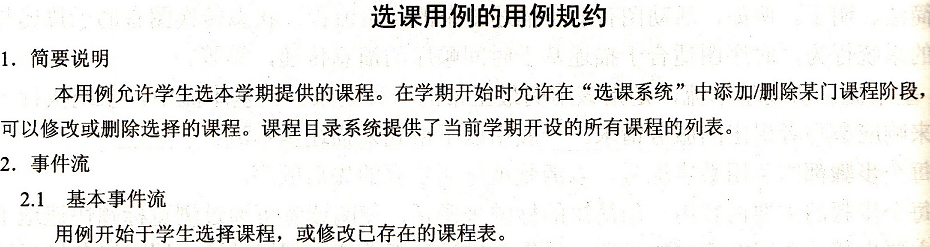 选课用例的用例规约
1. 简要说明
本用例允许学生选本学期提供的课程。在学期开始时允许在“选课系统”中添加/删除某门课程阶段,
可以修改或删除选择的课程。课程目录系统提供了当前学期开设的所有课程的列表。
2. 事件流
2.1 基本事件流
用例开始于学生选择课程，或修改已存在的课程表。